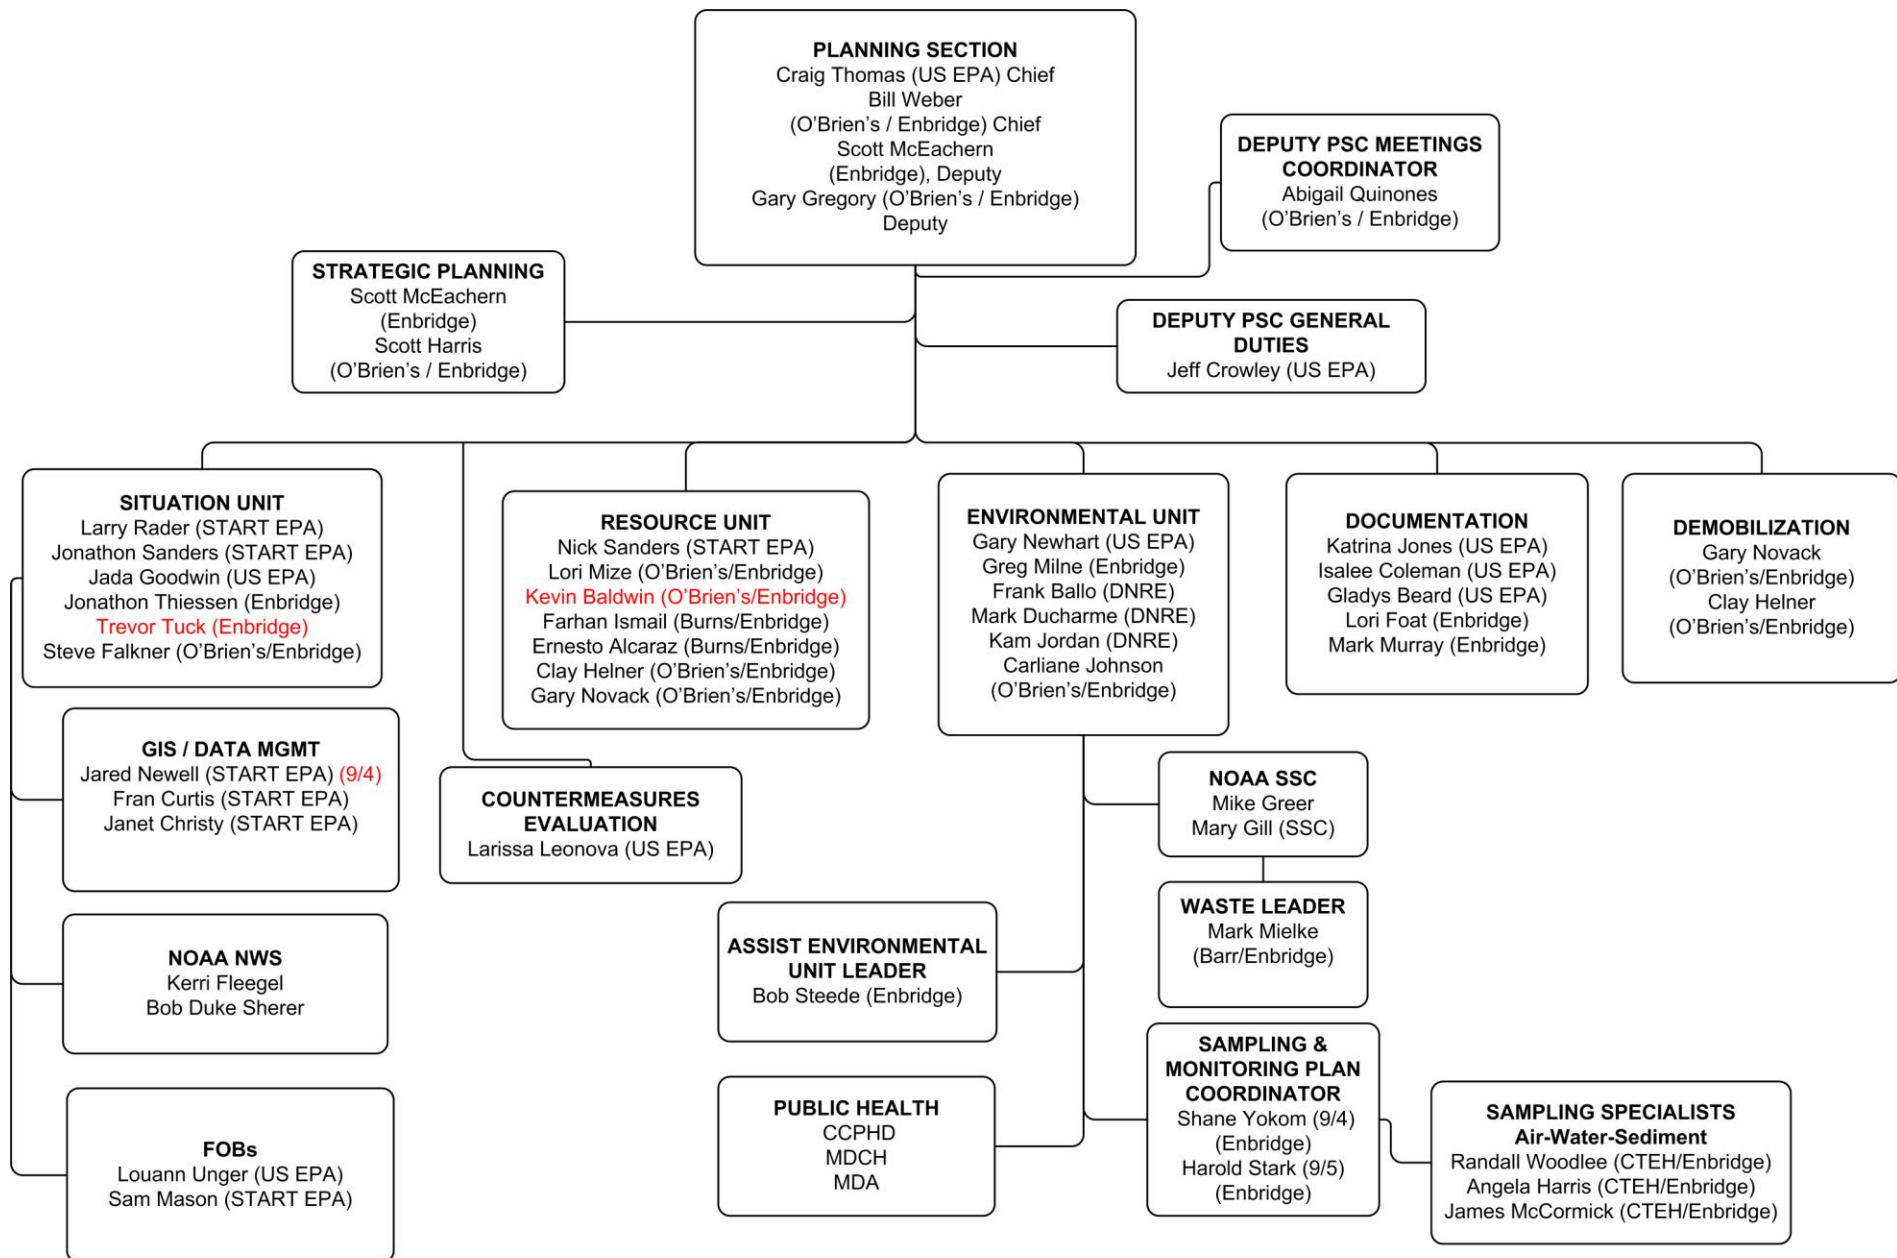 PLANNING SECTION
Craig Thomas (US EPA) Chief
Bill Weber
(O’Brien’s / Enbridge) Chief
Scott McEachern
(Enbridge), Deputy
Gary Gregory (O’Brien’s / Enbridge)
Deputy
DEPUTY PSC MEETINGS
COORDINATOR
Abigail Quinones
(O’Brien’s / Enbridge)
STRATEGIC PLANNING
Scott McEachern
(Enbridge)
Scott Harris
(O’Brien’s / Enbridge)
DEPUTY PSC GENERAL
DUTIES
Jeff Crowley (US EPA)
SITUATION UNIT
Larry Rader (START EPA)
Jonathon Sanders (START EPA)
Jada Goodwin (US EPA)
Jonathon Thiessen (Enbridge)
Trevor Tuck (Enbridge)
Steve Falkner (O’Brien’s/Enbridge)
RESOURCE UNIT
Nick Sanders (START EPA)
Lori Mize (O’Brien’s/Enbridge)
Kevin Baldwin (O’Brien’s/Enbridge)
Farhan Ismail (Burns/Enbridge)
Ernesto Alcaraz (Burns/Enbridge)
Clay Helner (O’Brien’s/Enbridge)
Gary Novack (O’Brien’s/Enbridge)
ENVIRONMENTAL UNIT
Gary Newhart (US EPA)
Greg Milne (Enbridge)
Frank Ballo (DNRE)
Mark Ducharme (DNRE)
Kam Jordan (DNRE)
Carliane Johnson
(O’Brien’s/Enbridge)
DOCUMENTATION
Katrina Jones (US EPA)
Isalee Coleman (US EPA)
Gladys Beard (US EPA)
Lori Foat (Enbridge)
Mark Murray (Enbridge)
DEMOBILIZATION
Gary Novack
(O’Brien’s/Enbridge)
Clay Helner
(O’Brien’s/Enbridge)
GIS / DATA MGMT
Jared Newell (START EPA) (9/4)
Fran Curtis (START EPA)
Janet Christy (START EPA)
COUNTERMEASURES
EVALUATION
Larissa Leonova (US EPA)
NOAA SSC
Mike Greer
Mary Gill (SSC)
WASTE LEADER
Mark Mielke
(Barr/Enbridge)
ASSIST ENVIRONMENTAL
UNIT LEADER
Bob Steede (Enbridge)
NOAA NWS
Kerri Fleegel
Bob Duke Sherer
SAMPLING &
MONITORING PLAN
COORDINATOR
Shane Yokom (9/4)
(Enbridge)
Harold Stark (9/5)
(Enbridge)
PUBLIC HEALTH
CCPHD
MDCH
MDA
SAMPLING SPECIALISTS
Air-Water-Sediment
Randall Woodlee (CTEH/Enbridge)
Angela Harris (CTEH/Enbridge)
James McCormick (CTEH/Enbridge)
FOBs
Louann Unger (US EPA)
Sam Mason (START EPA)